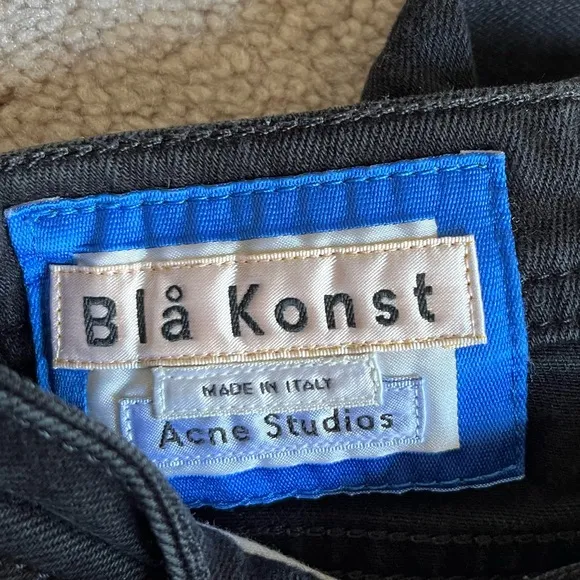 Blå Konst
MADE IN ITALY
Acne Studios